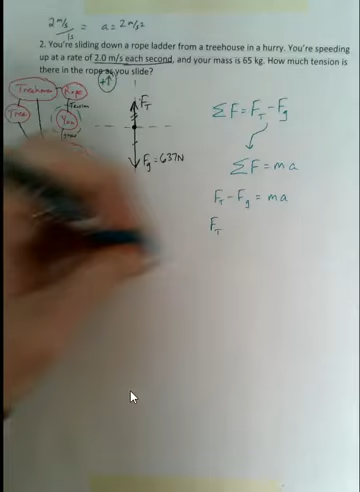 2 m/s / 1s = a = 2 m/s²
2. You're sliding down a rope ladder from a treehouse in a hurry. You're speeding
up at a rate of 2.0 m/s each second, and your mass is 65 kg. How much tension is
there in the rope as you slide?
+↑
Treehouse
Rope
Tension
Tree
You
F_T
F_g = 637N
ΣF = F_T - F_g
ΣF = ma
F_T - F_g = ma
F_T